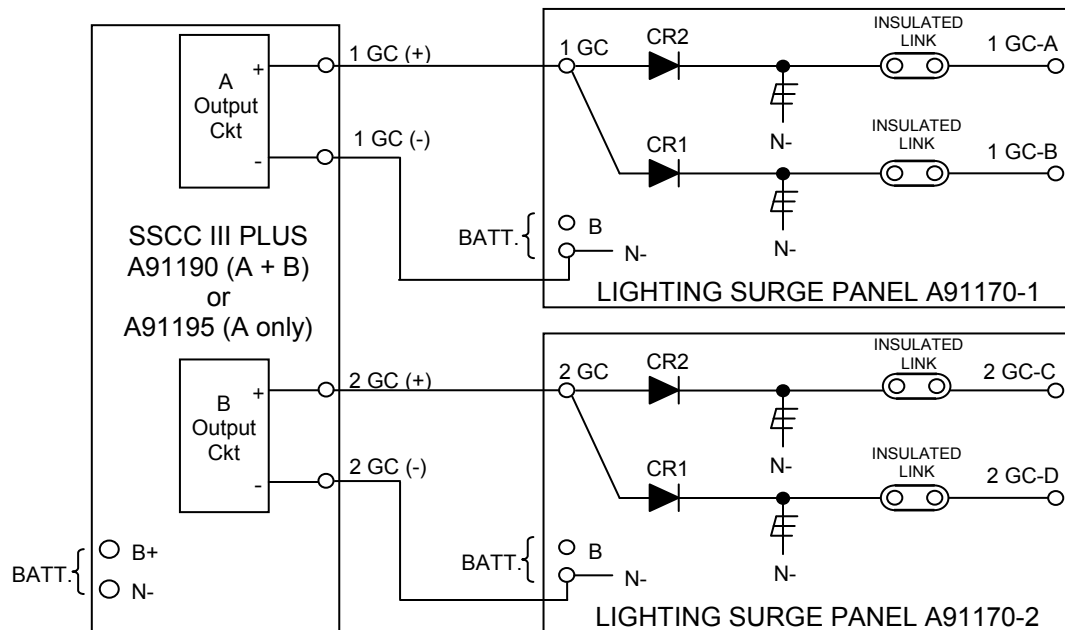 A
Output
Ckt
+
-
SSCC III PLUS
A91190 (A + B)
or
A91195 (A only)
B
Output
Ckt
+
-
BATT.
B+
N-
1 GC (+)
1 GC (-)
2 GC (+)
2 GC (-)
1 GC
CR2
INSULATED
LINK
1 GC-A
N-
CR1
INSULATED
LINK
1 GC-B
N-
BATT.
B
N-
LIGHTING SURGE PANEL A91170-1
2 GC
CR2
INSULATED
LINK
2 GC-C
N-
CR1
INSULATED
LINK
2 GC-D
N-
BATT.
B
N-
LIGHTING SURGE PANEL A91170-2